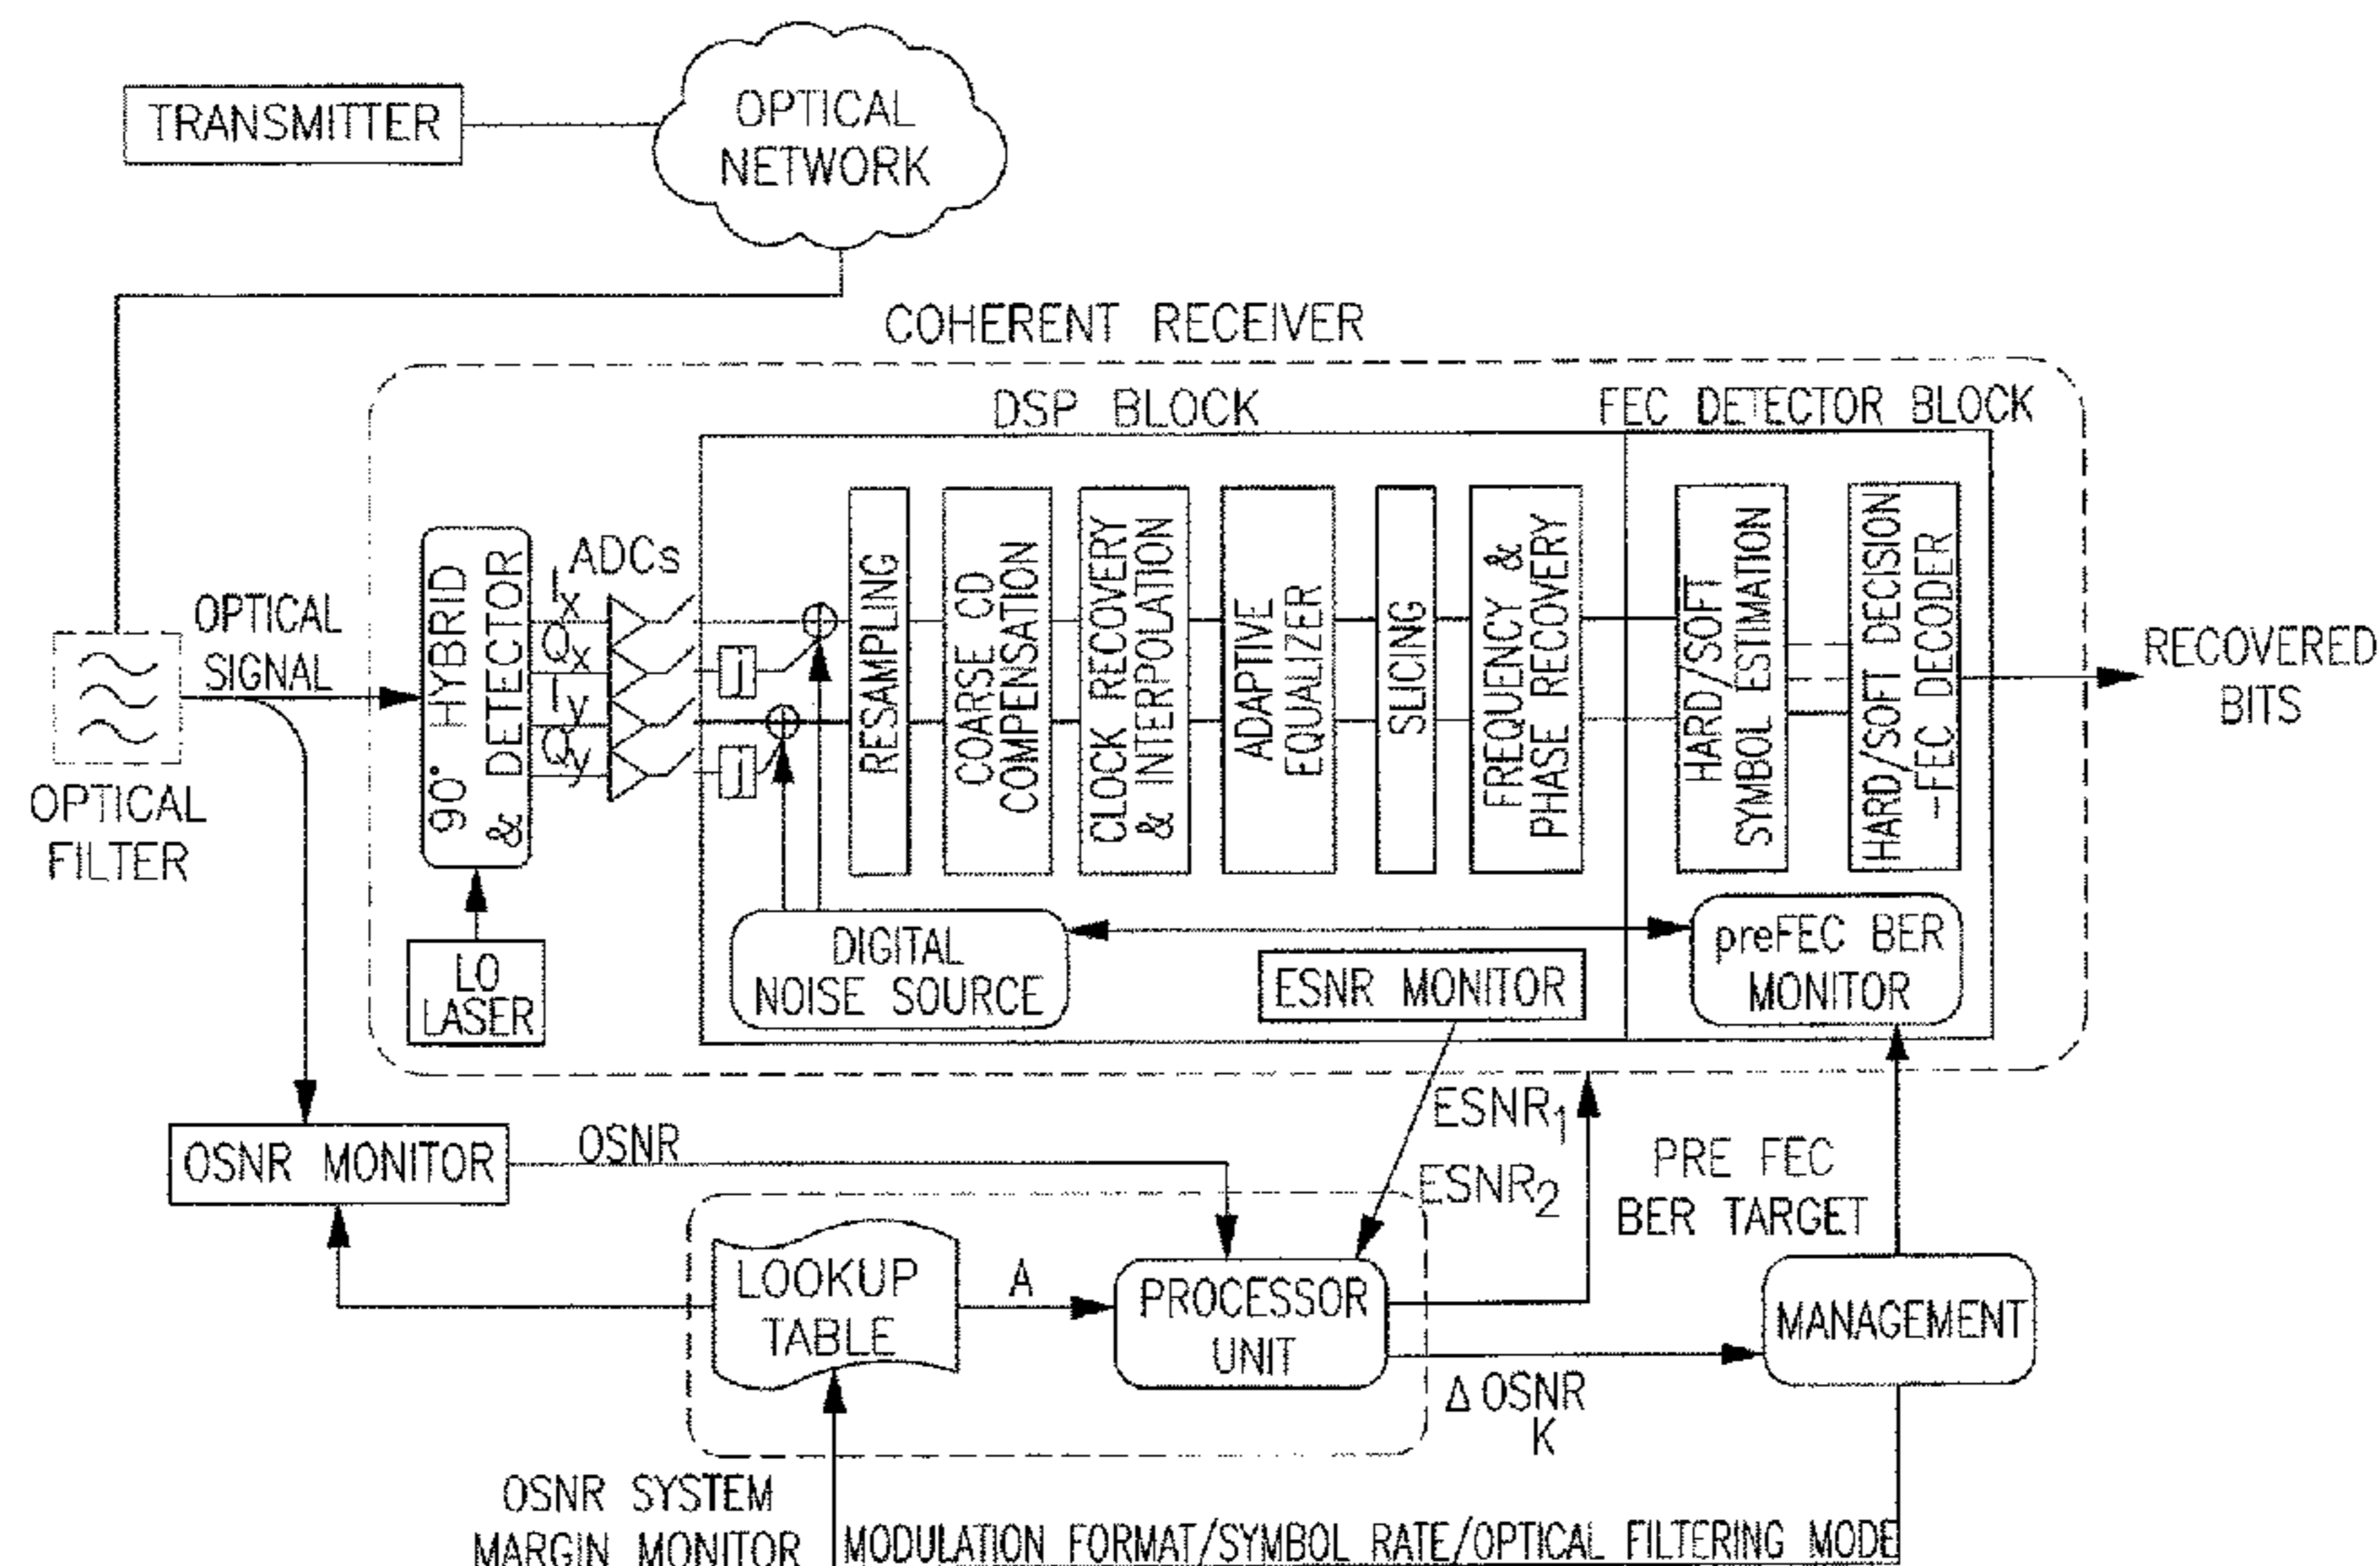 TRANSMITTER
OPTICAL
NETWORK
COHERENT RECEIVER
DSP BLOCK
FEC DETECTOR BLOCK
OPTICAL
SIGNAL
OPTICAL
FILTER
90° HYBRID
& DETECTOR
LO
LASER
ADCs
Ix
Qx
Iy
Qy
j
j
RESAMPLING
COARSE CD
COMPENSATION
CLOCK RECOVERY
& INTERPOLATION
ADAPTIVE
EQUALIZER
SLICING
FREQUENCY &
PHASE RECOVERY
HARD/SOFT
SYMBOL ESTIMATION
HARD/SOFT DECISION
-FEC DECODER
RECOVERED
BITS
DIGITAL
NOISE SOURCE
ESNR MONITOR
preFEC BER
MONITOR
OSNR MONITOR
OSNR
ESNR1
ESNR2
PRE FEC
BER TARGET
LOOKUP
TABLE
A
PROCESSOR
UNIT
MANAGEMENT
Δ OSNR
K
OSNR SYSTEM
MARGIN MONITOR
MODULATION FORMAT/SYMBOL RATE/OPTICAL FILTERING MODE